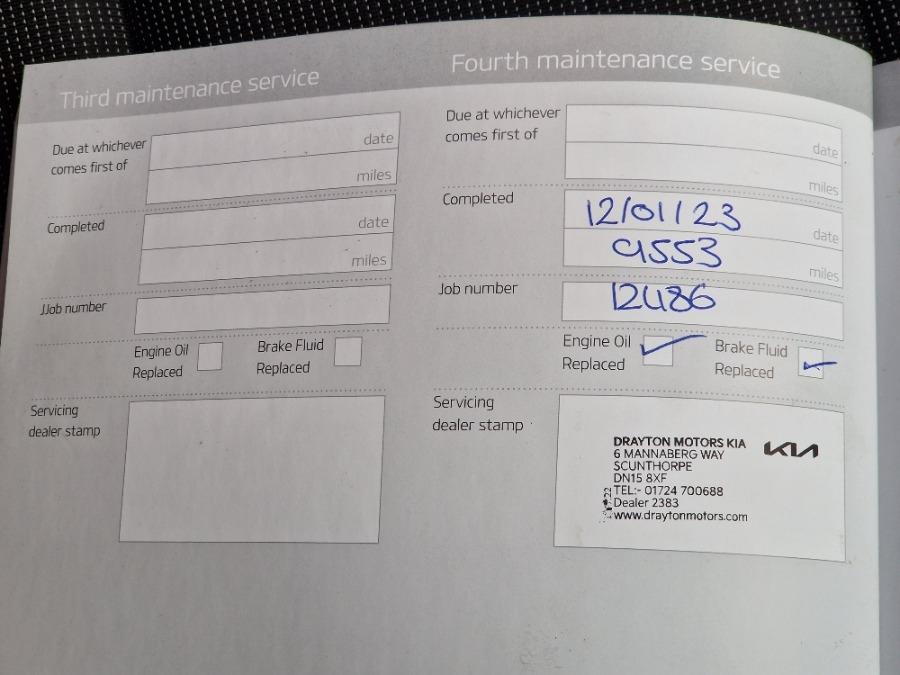 Third maintenance service
Due at whichever
comes first of
date
miles
Completed
date
miles
JJob number
Engine Oil
Replaced
Brake Fluid
Replaced
Servicing
dealer stamp
Fourth maintenance service
Due at whichever
comes first of
date
miles
Completed
12/01/23
date
9553
miles
Job number
12486
Engine Oil
Replaced
Brake Fluid
Replaced
Servicing
dealer stamp
DRAYTON MOTORS KIA
KIA
6 MANNABERG WAY
SCUNTHORPE
DN15 8XF
TEL:- 01724 700688
Dealer 2383
www.draytonmotors.com